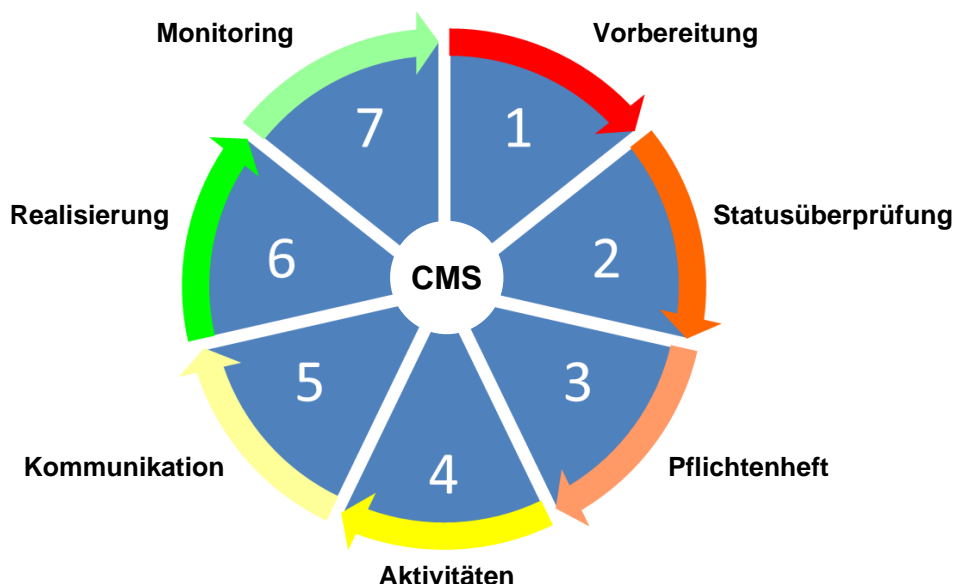 Monitoring
Vorbereitung
7
1
Realisierung
Statusüberprüfung
6
2
CMS
5
3
Kommunikation
Pflichtenheft
4
Aktivitäten